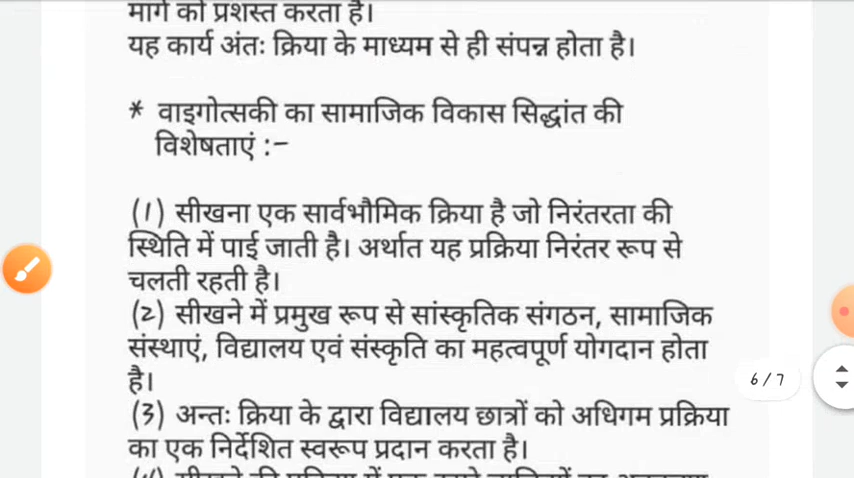 मार्ग को प्रशस्त करता है।
यह कार्य अंतः क्रिया के माध्यम से ही संपन्न होता है।
* वाइगोत्सकी का सामाजिक विकास सिद्धांत की
विशेषताएं :-
(1) सीखना एक सार्वभौमिक क्रिया है जो निरंतरता की
स्थिति में पाई जाती है। अर्थात यह प्रक्रिया निरंतर रूप से
चलती रहती है।
(2) सीखने में प्रमुख रूप से सांस्कृतिक संगठन, सामाजिक
संस्थाएं, विद्यालय एवं संस्कृति का महत्वपूर्ण योगदान होता
है।
6/7
(3) अन्तः क्रिया के द्वारा विद्यालय छात्रों को अधिगम प्रक्रिया
का एक निर्देशित स्वरूप प्रदान करता है।